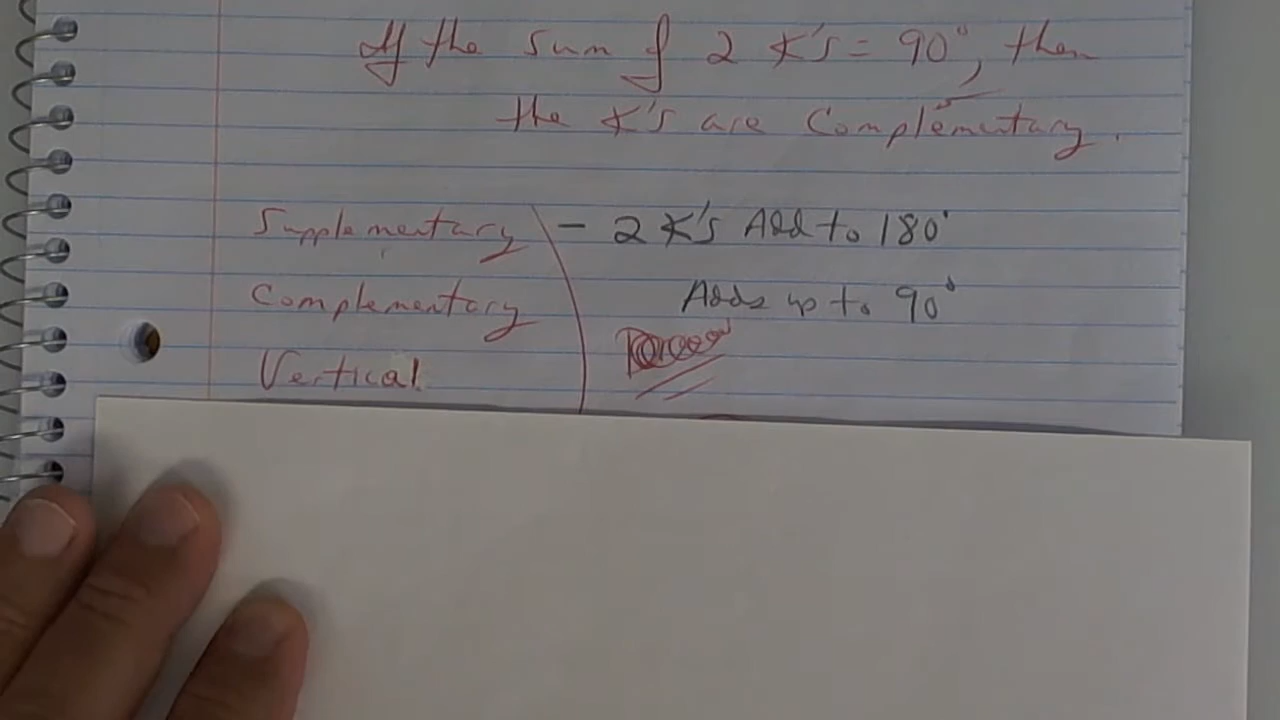 If the sum of 2 ∡'s = 90°, then
the ∡'s are Complementary.
Supplementary - 2 ∡'s Add to 180°
Complementary Adds up to 90°
Vertical